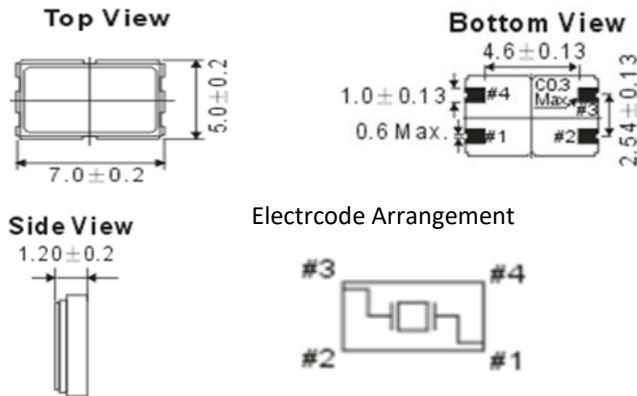 Top View
5.0±0.2
7.0±0.2
Bottom View
4.6±0.13
1.0±0.13
0.6 Max.
#4
C0.3
Max.
#3
#1
#2
2.54±0.13
Side View
1.20±0.2
Electrcode Arrangement
#3
#4
#2
#1